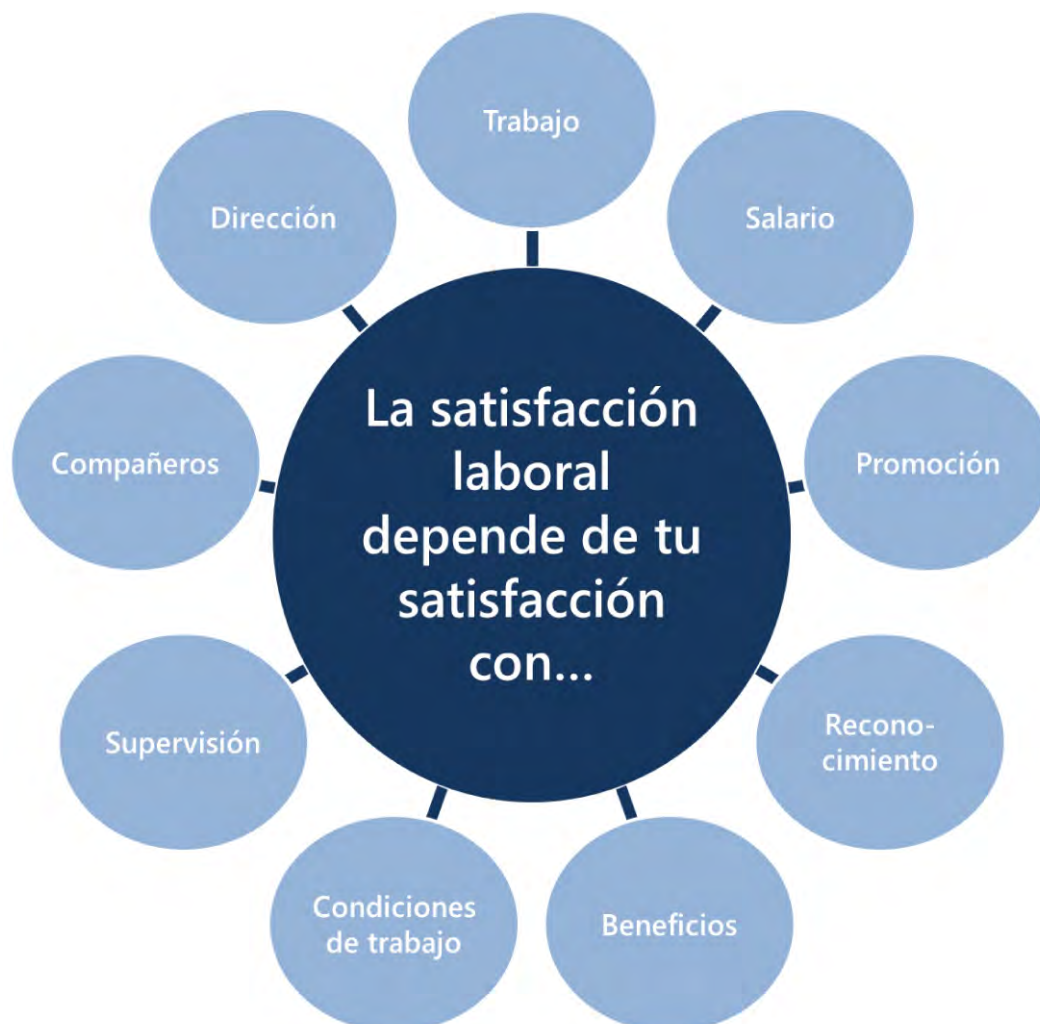 Trabajo
Salario
Promoción
Recono-
cimiento
Beneficios
Condiciones
de trabajo
Supervisión
Compañeros
Dirección
La satisfacción
laboral
depende de tu
satisfacción
con...